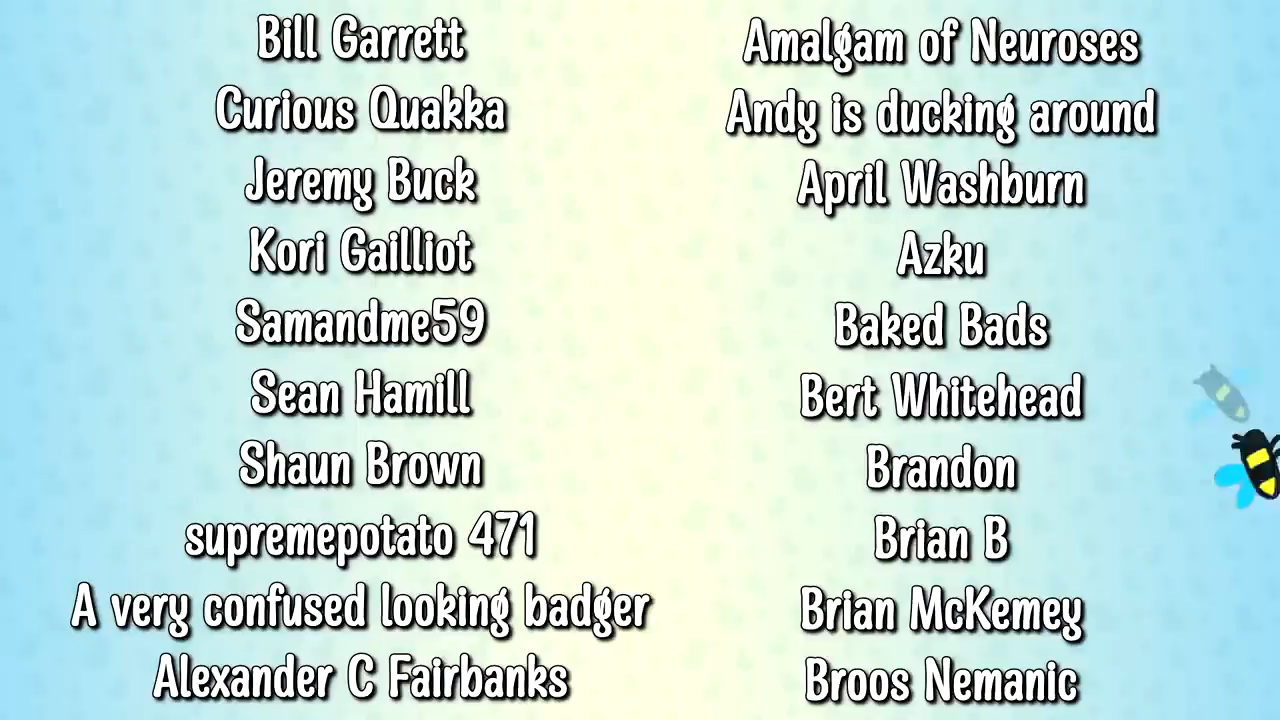 Bill Garrett
Curious Quakka
Jeremy Buck
Kori Gailliot
Samandme59
Sean Hamill
Shaun Brown
supremepotato 471
A very confused looking badger
Alexander C Fairbanks
Amalgam of Neuroses
Andy is ducking around
April Washburn
Azku
Baked Bads
Bert Whitehead
Brandon
Brian B
Brian McKemey
Broos Nemanic